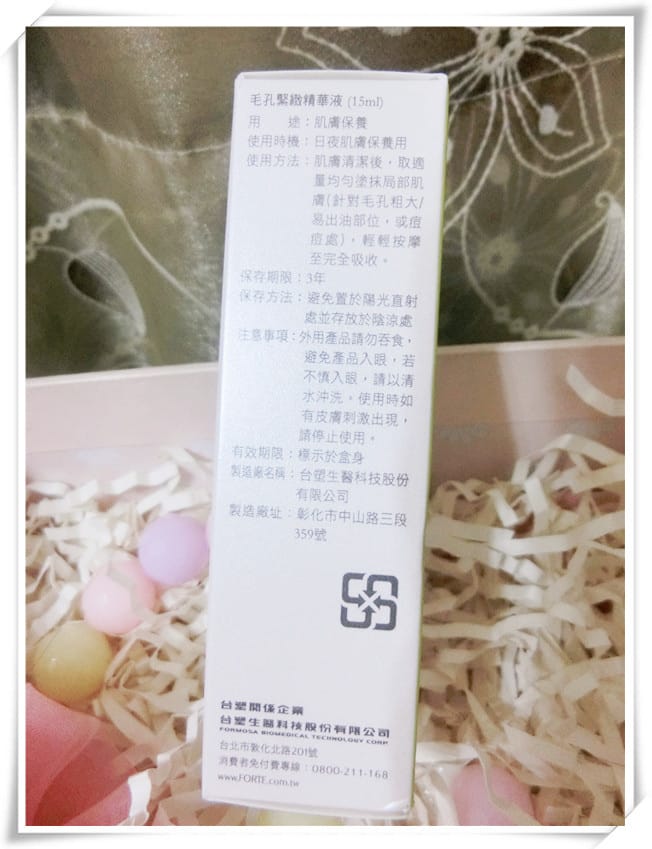 毛孔緊緻精華液 (15ml)
用　　途：肌膚保養
使用時機：日夜肌膚保養用
使用方法：肌膚清潔後，取適
量均勻塗抹局部肌
膚(針對毛孔粗大/
易出油部位，或痘
痘處)，輕輕按摩
至完全吸收。
保存期限：3年
保存方法：避免置於陽光直射
處並存放於陰涼處
注意事項：外用產品請勿吞食，
避免產品入眼，若
不慎入眼，請以清
水沖洗。使用時如
有皮膚刺激出現，
請停止使用。
有效期限：標示於盒身
製造廠名稱：台塑生醫科技股份
有限公司
製造廠址：彰化市中山路三段
359號
台塑關係企業
台塑生醫科技股份有限公司
FORMOSA BIOMEDICAL TECHNOLOGY CORP.
台北市敦化北路201號
消費者免付費專線：0800-211-168
www.FORTE.com.tw